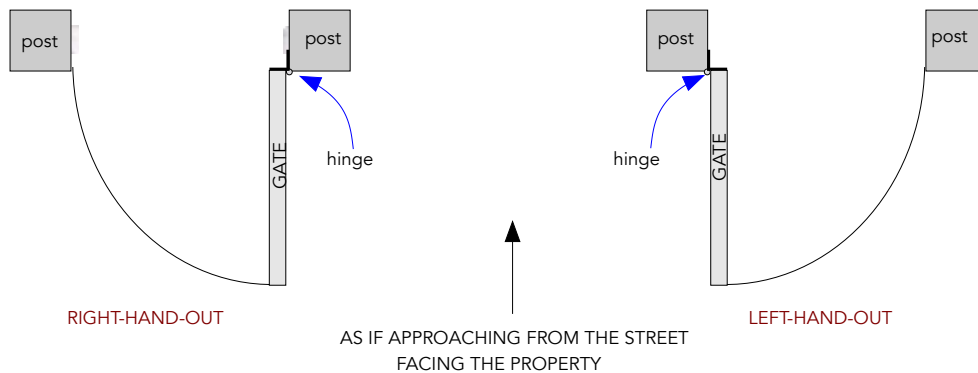 post
post
post
post
hinge
hinge
GATE
GATE
RIGHT-HAND-OUT
LEFT-HAND-OUT
AS IF APPROACHING FROM THE STREET
FACING THE PROPERTY